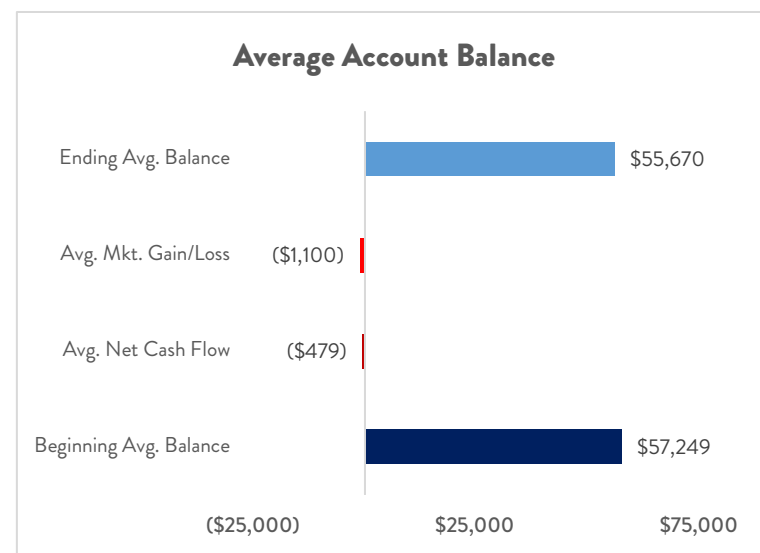 Average Account Balance
Ending Avg. Balance $55,670
Avg. Mkt. Gain/Loss ($1,100)
Avg. Net Cash Flow ($479)
Beginning Avg. Balance $57,249
($25,000) $25,000 $75,000